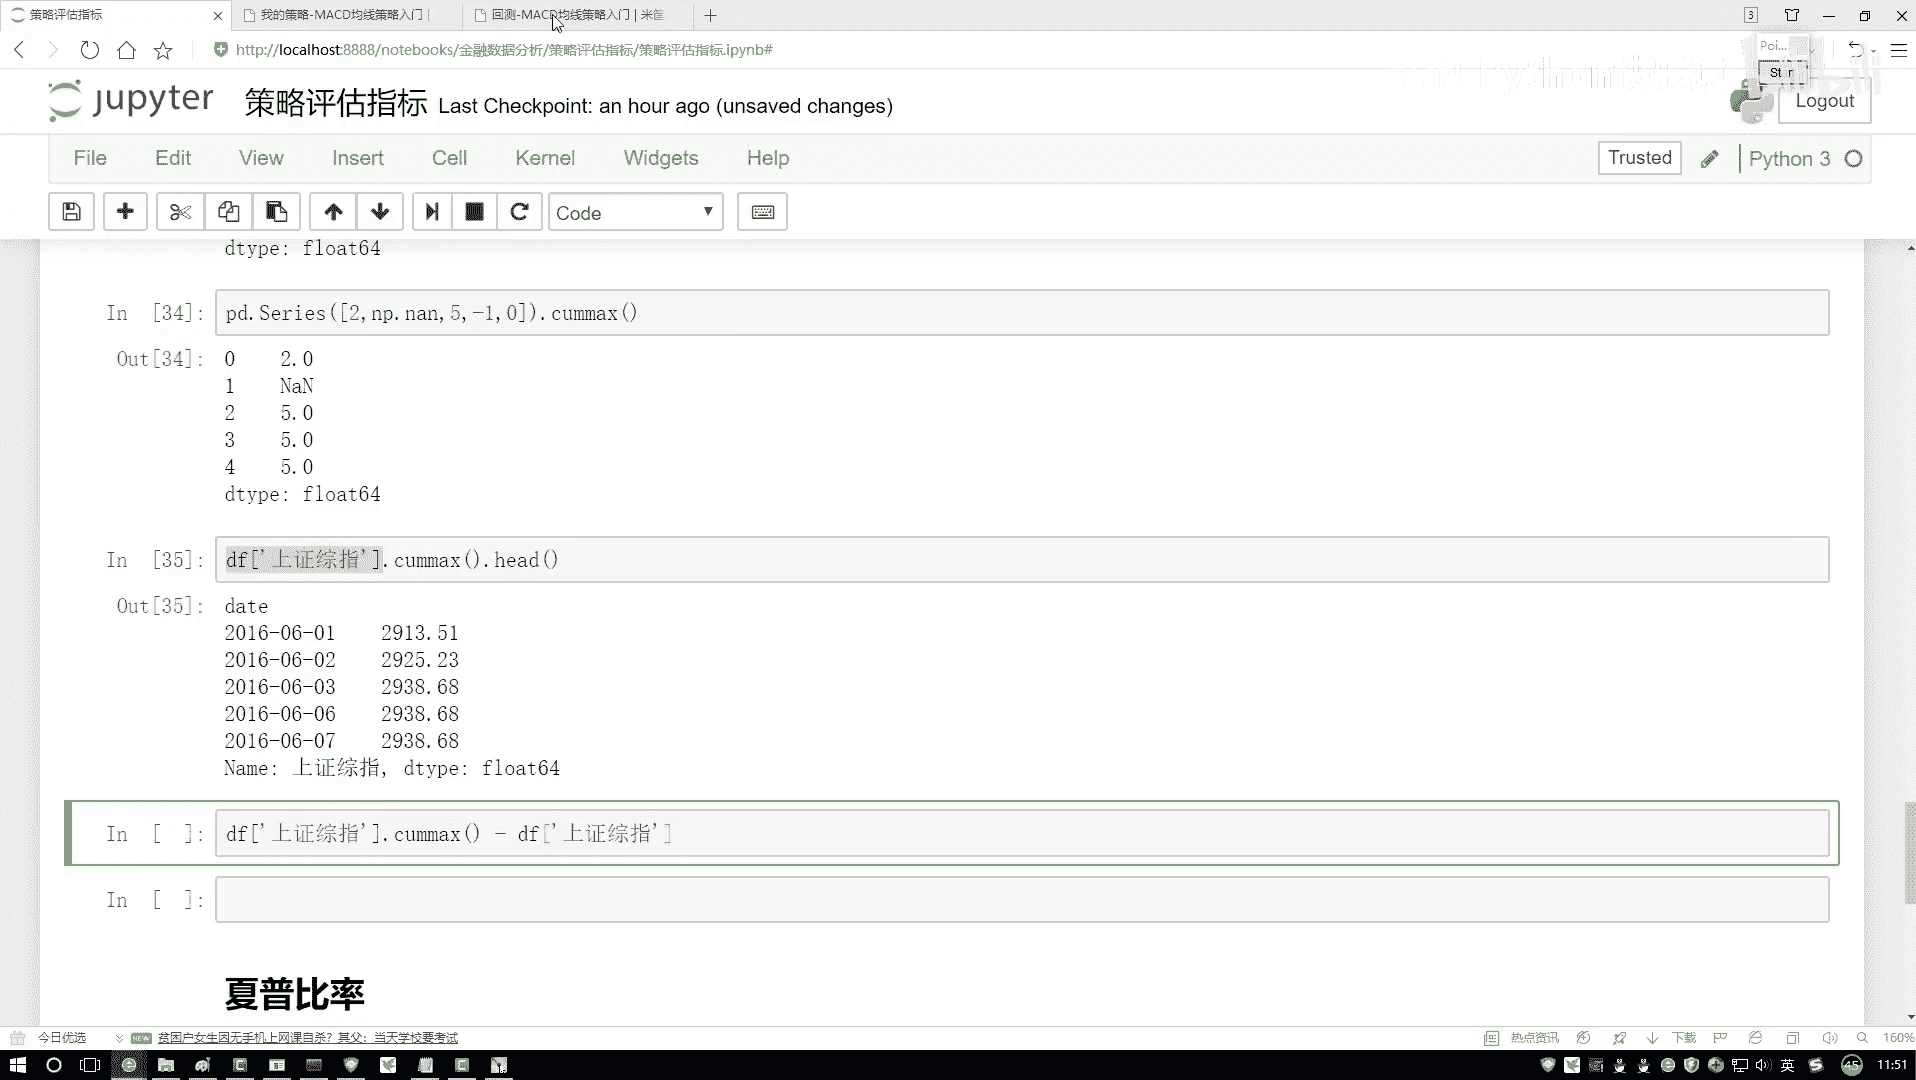 策略评估指标
我的策略-MACD均线策略入门 |
回测-MACD均线策略入门 | 米筐
3
http://localhost:8888/notebooks/金融数据分析/策略评估指标/策略评估指标.ipynb#
Poi...
Start
jupyter 策略评估指标 Last Checkpoint: an hour ago (unsaved changes)
Logout
File Edit View Insert Cell Kernel Widgets Help
Trusted Python 3
Code
dtype: float64
In [34]: pd.Series([2,np.nan,5,-1,0]).cummax()
Out[34]: 0 2.0
1 NaN
2 5.0
3 5.0
4 5.0
dtype: float64
In [35]: df['上证综指'].cummax().head()
Out[35]: date
2016-06-01 2913.51
2016-06-02 2925.23
2016-06-03 2938.68
2016-06-06 2938.68
2016-06-07 2938.68
Name: 上证综指, dtype: float64
In [ ]: df['上证综指'].cummax() - df['上证综指']
In [ ]:
夏普比率
今日优选 NEW 贫困户女生因无手机上网课自杀? 其父: 当天学校要考试
热点资讯 下载 160%
英 45 11:51